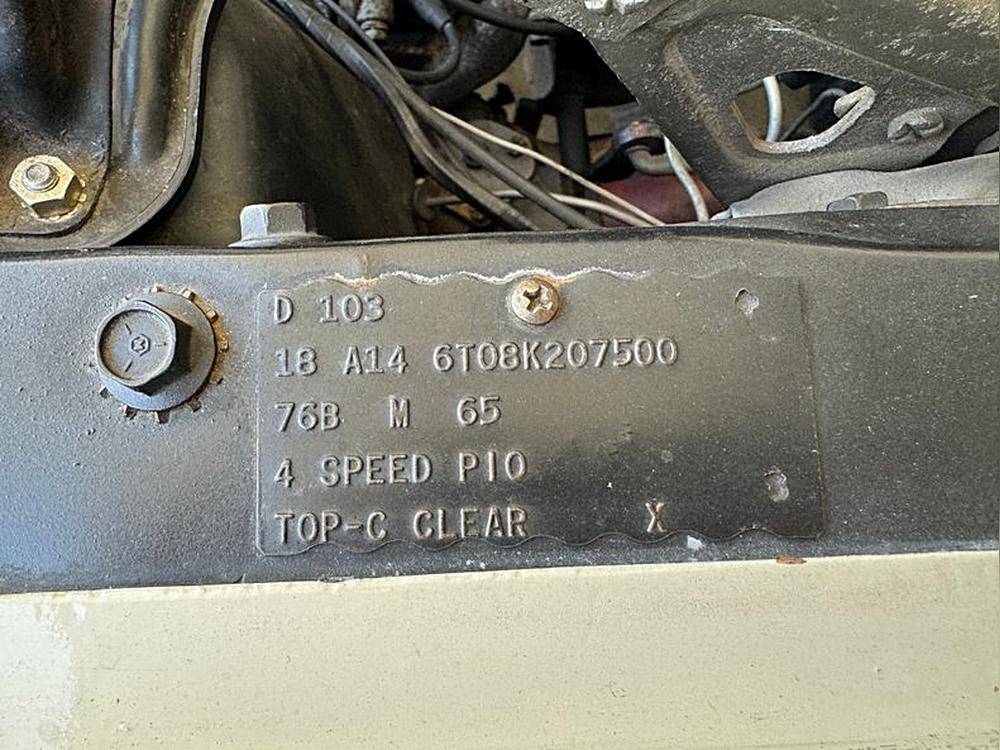 D 103
18 A14 6T08K207500
76B M 65
4 SPEED PIO
TOP-C CLEAR X